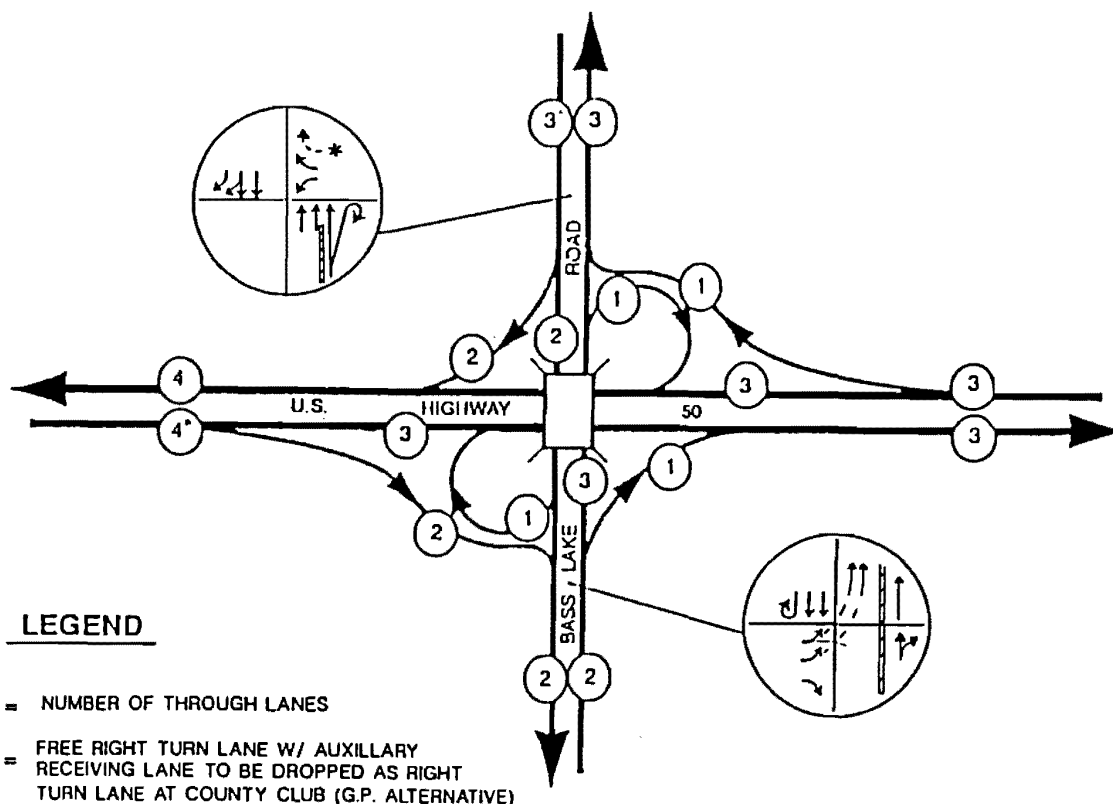 3* 3
ROAD
1 1
2
2
4 3 3
U.S. HIGHWAY 50
4* 3 3
3 1
1
2
BASS, LAKE
2 2
LEGEND
= NUMBER OF THROUGH LANES
= FREE RIGHT TURN LANE W/ AUXILLARY
RECEIVING LANE TO BE DROPPED AS RIGHT
TURN LANE AT COUNTY CLUB (G.P. ALTERNATIVE)